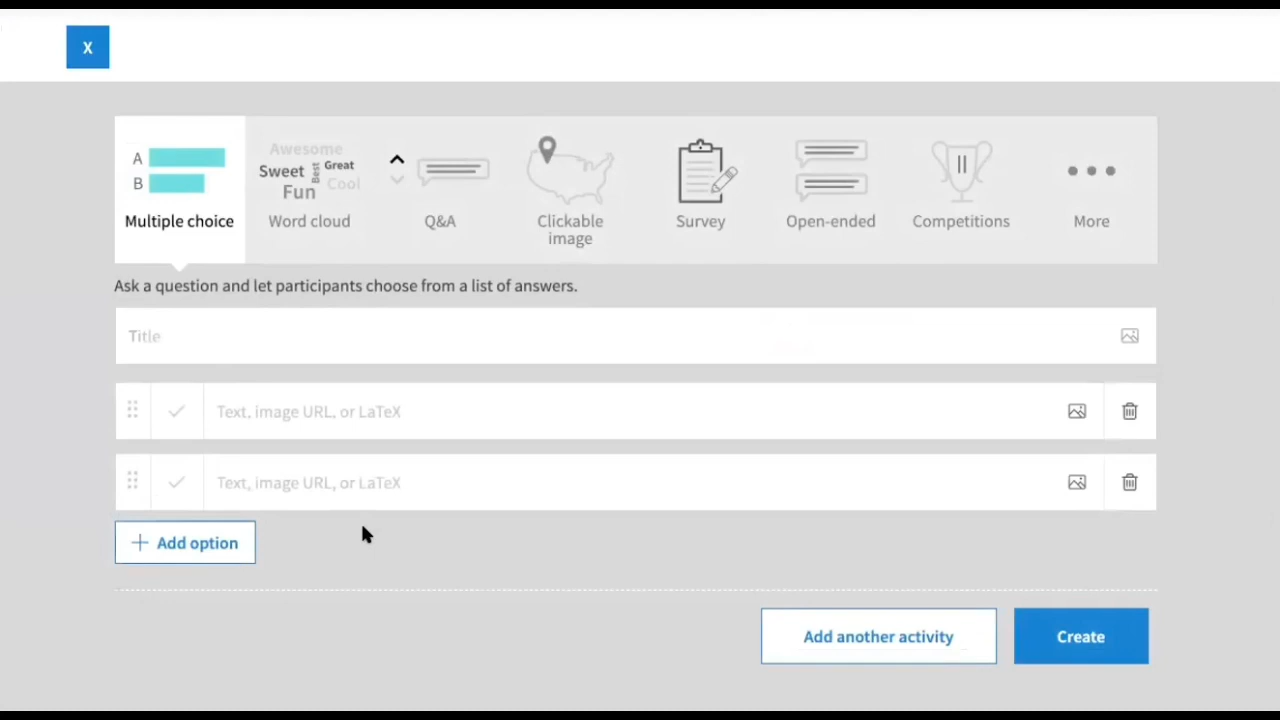 X
A
B
Multiple choice
Awesome
Sweet Best Great
Fun Cool
Word cloud
Q&A
Clickable
image
Survey
Open-ended
Competitions
More
Ask a question and let participants choose from a list of answers.
Title
Text, image URL, or LaTeX
Text, image URL, or LaTeX
Add option
Add another activity
Create